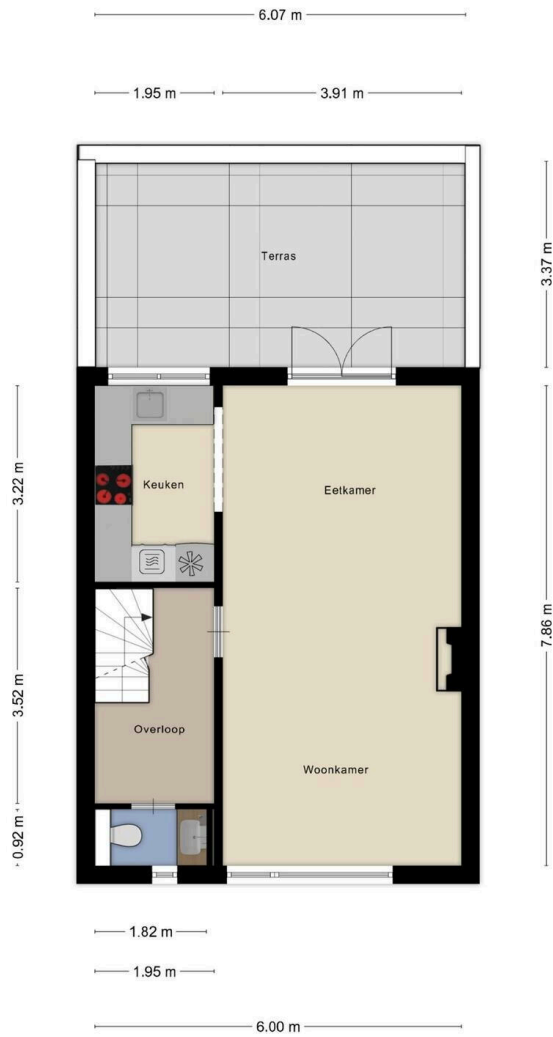 6.07 m
1.95 m
3.91 m
Terras
3.37 m
3.22 m
Keuken
Eetkamer
7.86 m
3.52 m
Overloop
Woonkamer
0.92 m
1.82 m
1.95 m
6.00 m